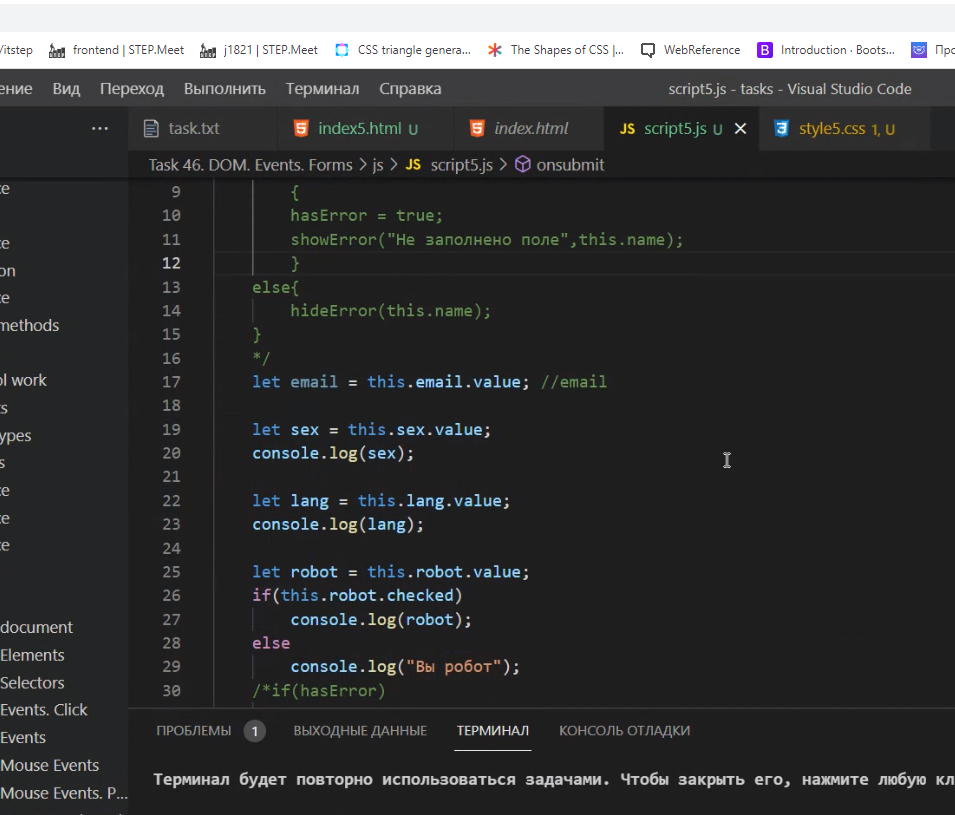 /itstep frontend | STEP.Meet j1821 | STEP.Meet CSS triangle genera... The Shapes of CSS |... WebReference B Introduction · Boots... Про
ение Вид Переход Выполнить Терминал Справка script5.js - tasks - Visual Studio Code
... task.txt 5 index5.html U 5 index.html JS script5.js U 3 style5.css 1, U
Task 46. DOM. Events. Forms > js > JS script5.js > onsubmit
ce 9 {
10 hasError = true;
ce 11 showError("Не заполнено поле",this.name);
on 12 }
ce 13 else{
methods 14 hideError(this.name);
15 }
16 */
ol work 17 let email = this.email.value; //email
ts 18
ypes 19 let sex = this.sex.value;
s 20 console.log(sex);
ce 21
ce 22 let lang = this.lang.value;
ce 23 console.log(lang);
24
25 let robot = this.robot.value;
26 if(this.robot.checked)
document 27 console.log(robot);
Elements 28 else
Selectors 29 console.log("Вы робот");
30 /*if(hasError)
Events. Click
Events ПРОБЛЕМЫ 1 ВЫХОДНЫЕ ДАННЫЕ ТЕРМИНАЛ КОНСОЛЬ ОТЛАДКИ
Mouse Events
Mouse Events. P... Терминал будет повторно использоваться задачами. Чтобы закрыть его, нажмите любую кл